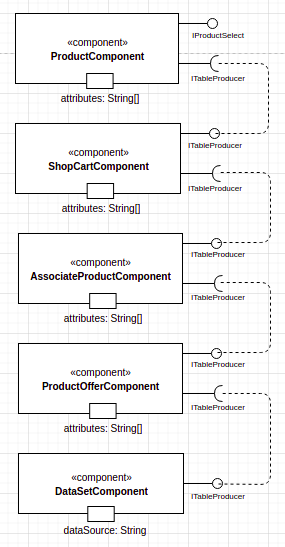 «component»
ProductComponent
IProductSelect
ITableProducer
attributes: String[]
«component»
ShopCartComponent
ITableProducer
ITableProducer
attributes: String[]
«component»
AssociateProductComponent
ITableProducer
ITableProducer
attributes: String[]
«component»
ProductOfferComponent
ITableProducer
ITableProducer
attributes: String[]
«component»
DataSetComponent
ITableProducer
dataSource: String